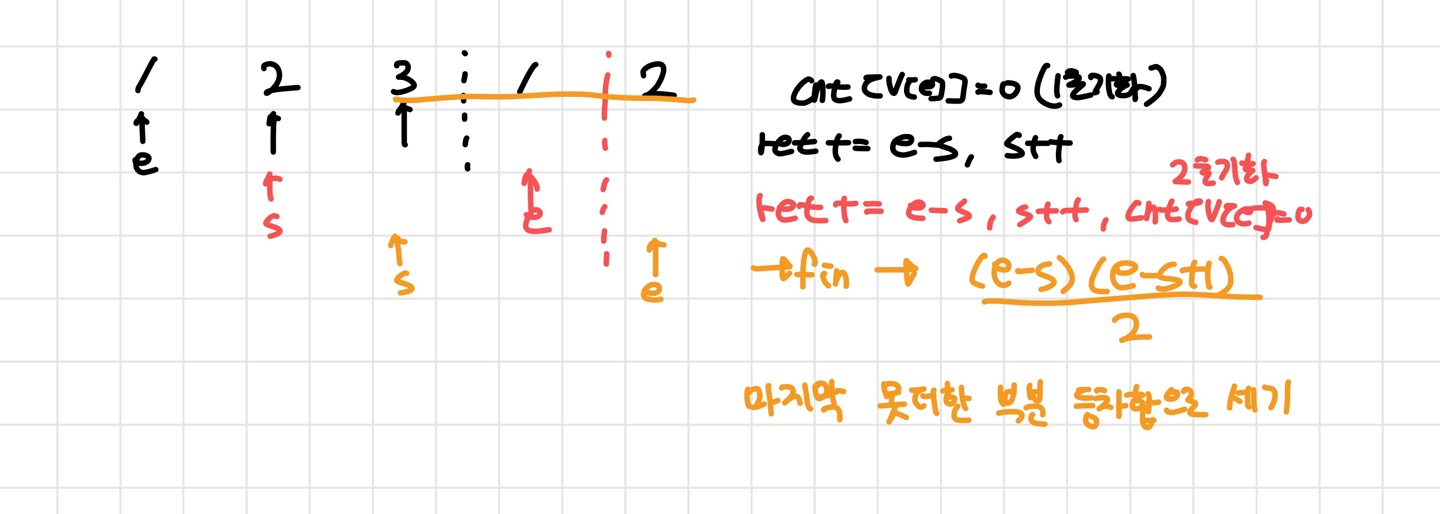 1 2 3 1 2
cnt[V[e]]=0 (1초기화)
e
ret += e-s, s++
2초기화
s e
ret += e-s, s++, cnt[V[e]]=0
s e
→fin → (e-s)(e-s+1)
2
마지막 못더한 부분 등차합으로 세기